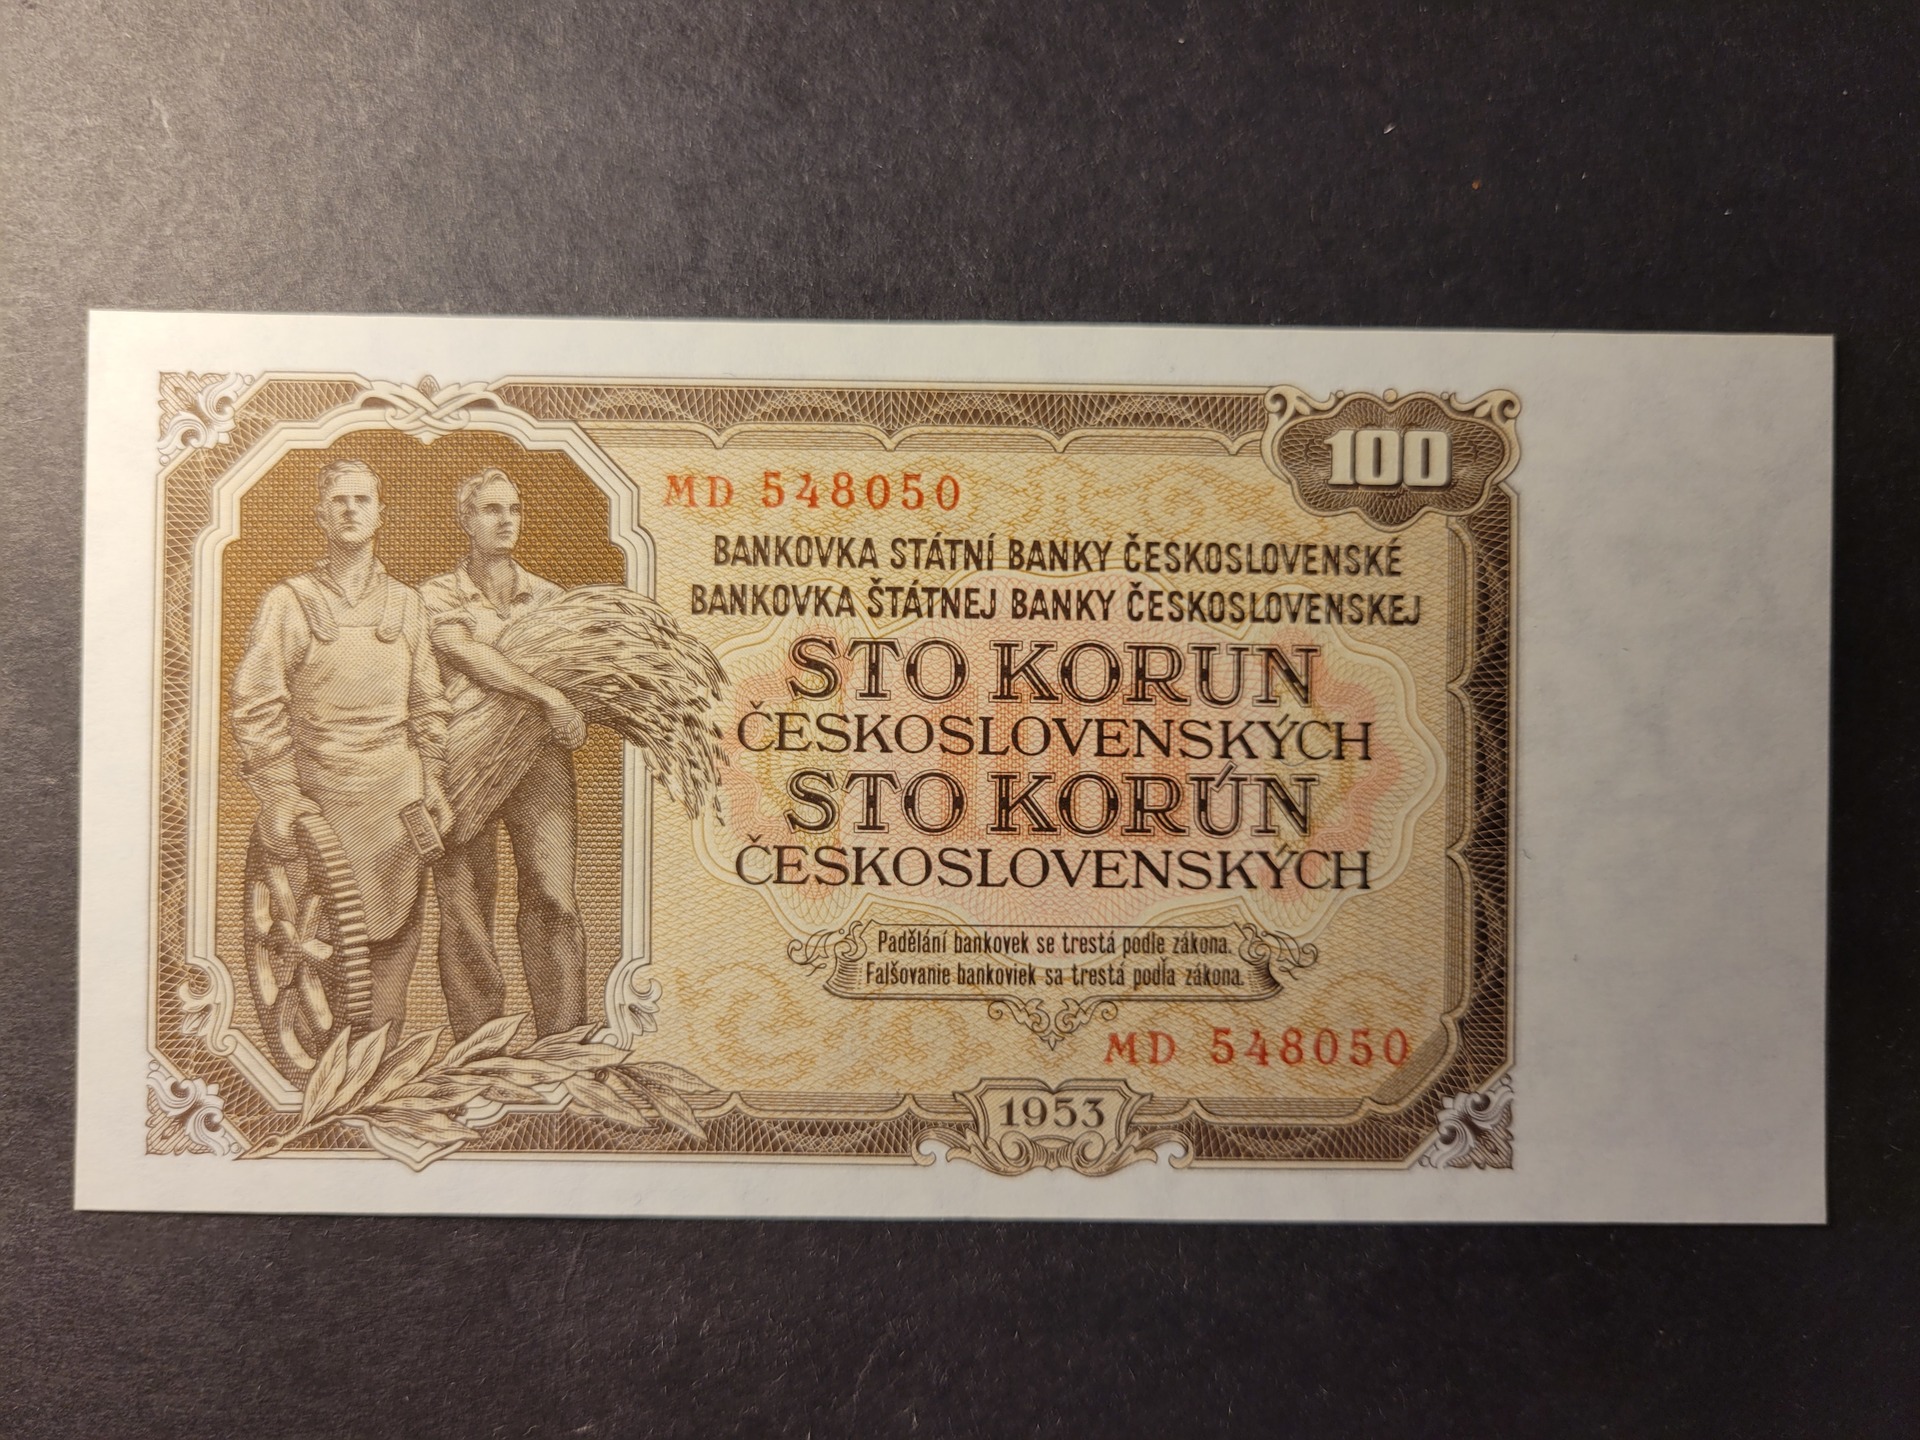 100
MD 548050
BANKOVKA STÁTNÍ BANKY ČESKOSLOVENSKÉ
BANKOVKA ŠTÁTNEJ BANKY ČESKOSLOVENSKEJ
STO KORUN
ČESKOSLOVENSKÝCH
STO KORÚN
ČESKOSLOVENSKÝCH
Padělání bankovek se trestá podle zákona.
Falšovanie bankoviek sa trestá podľa zákona.
MD 548050
1953